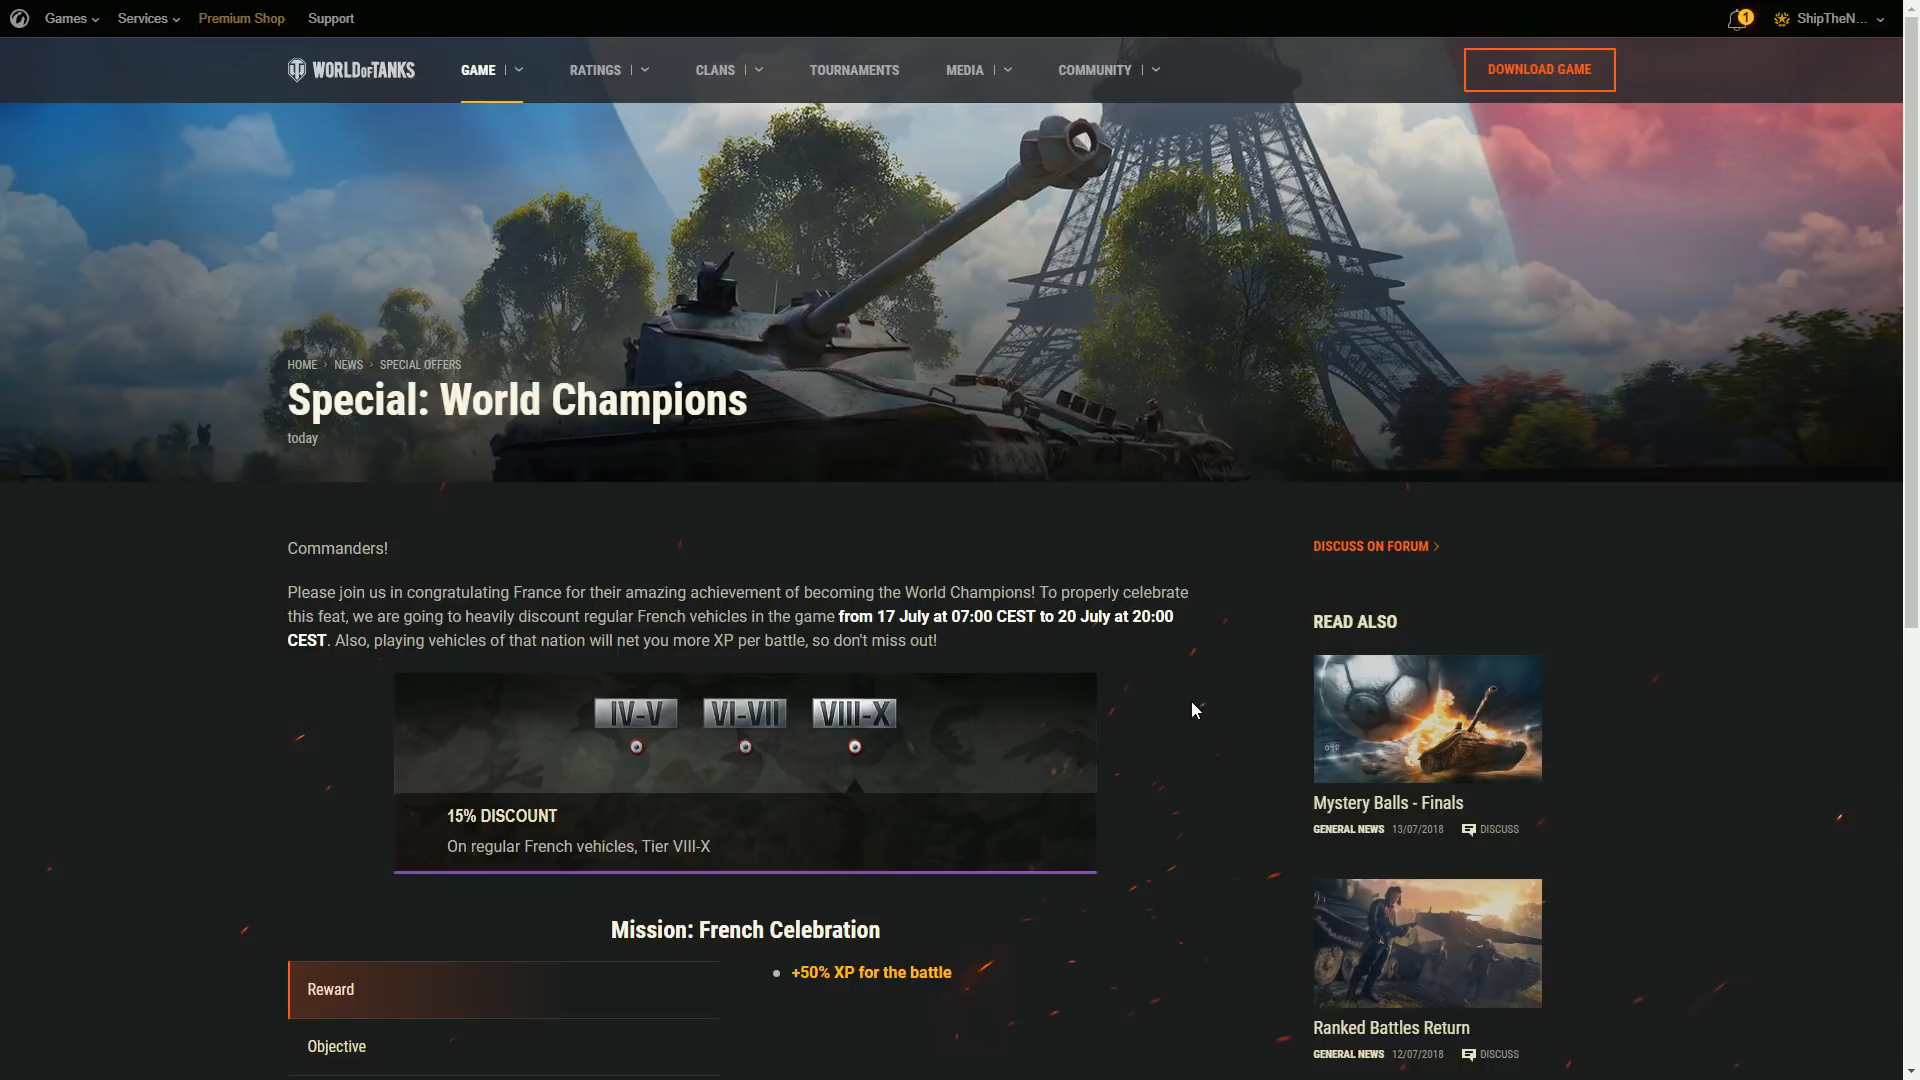 Games
Services
Premium Shop
Support
1
ShipTheN...
WORLD OF TANKS
GAME
RATINGS
CLANS
TOURNAMENTS
MEDIA
COMMUNITY
DOWNLOAD GAME
HOME > NEWS > SPECIAL OFFERS
Special: World Champions
today
Commanders!
Please join us in congratulating France for their amazing achievement of becoming the World Champions! To properly celebrate
this feat, we are going to heavily discount regular French vehicles in the game from 17 July at 07:00 CEST to 20 July at 20:00
CEST. Also, playing vehicles of that nation will net you more XP per battle, so don't miss out!
IV-V
VI-VII
VIII-X
15% DISCOUNT
On regular French vehicles, Tier VIII-X
Mission: French Celebration
Reward
+50% XP for the battle
Objective
DISCUSS ON FORUM >
READ ALSO
Mystery Balls - Finals
GENERAL NEWS 13/07/2018 DISCUSS
Ranked Battles Return
GENERAL NEWS 12/07/2018 DISCUSS